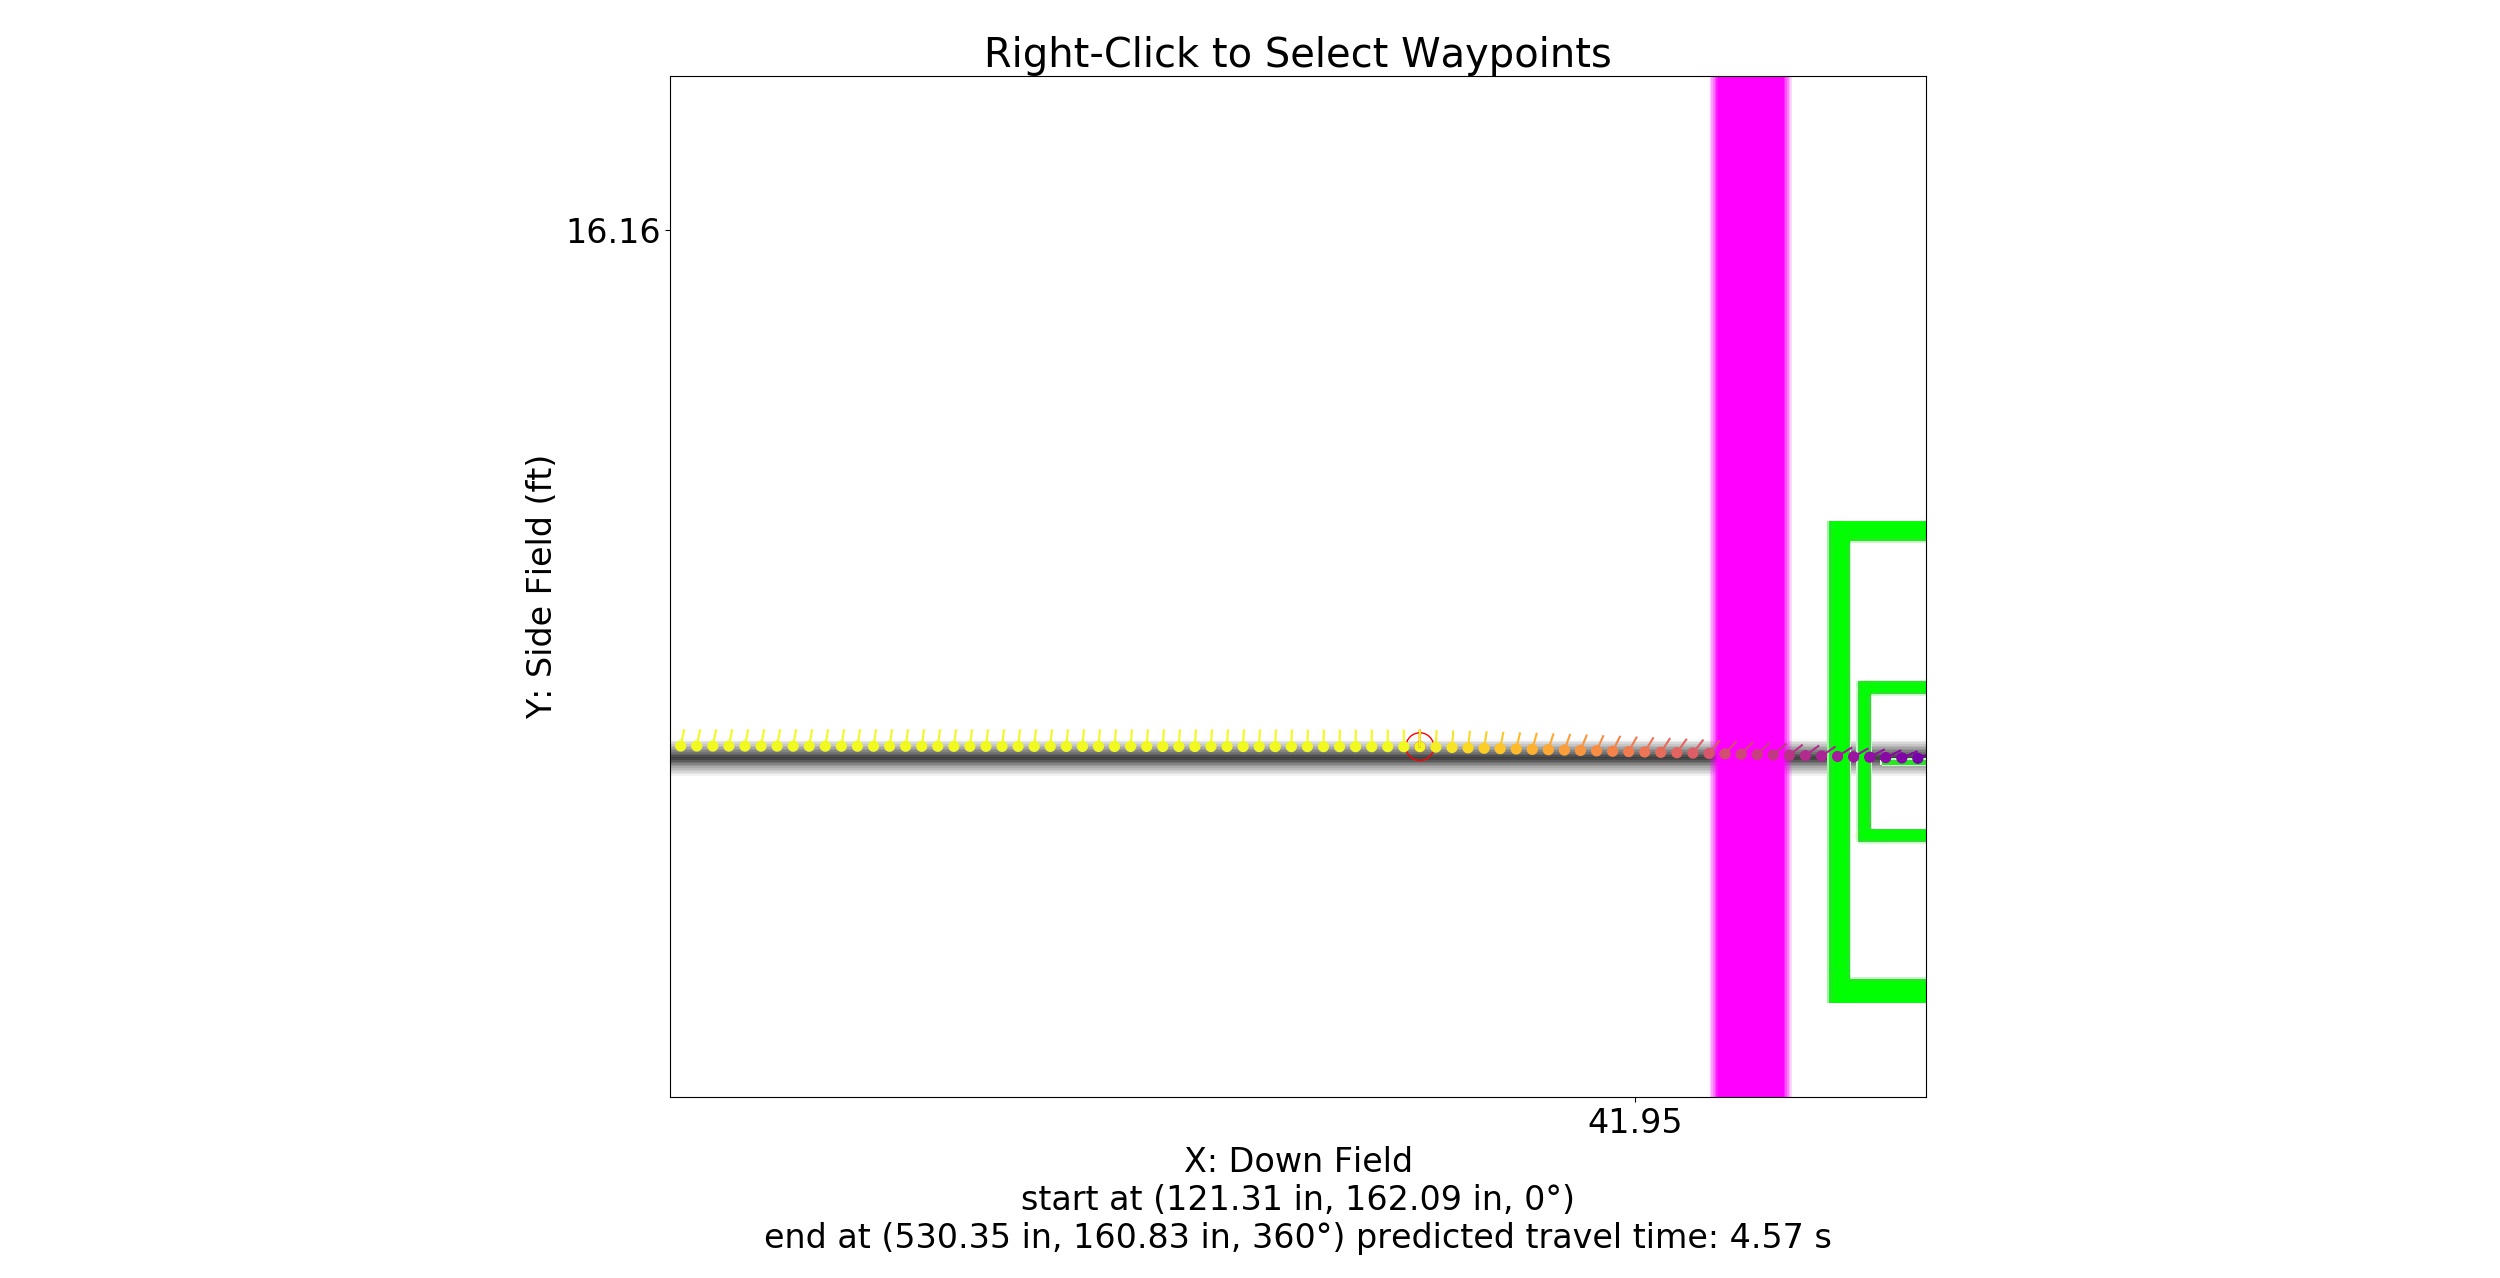 Right-Click to Select Waypoints
16.16
Y: Side Field (ft)
41.95
X: Down Field
start at (121.31 in, 162.09 in, 0°)
end at (530.35 in, 160.83 in, 360°) predicted travel time: 4.57 s